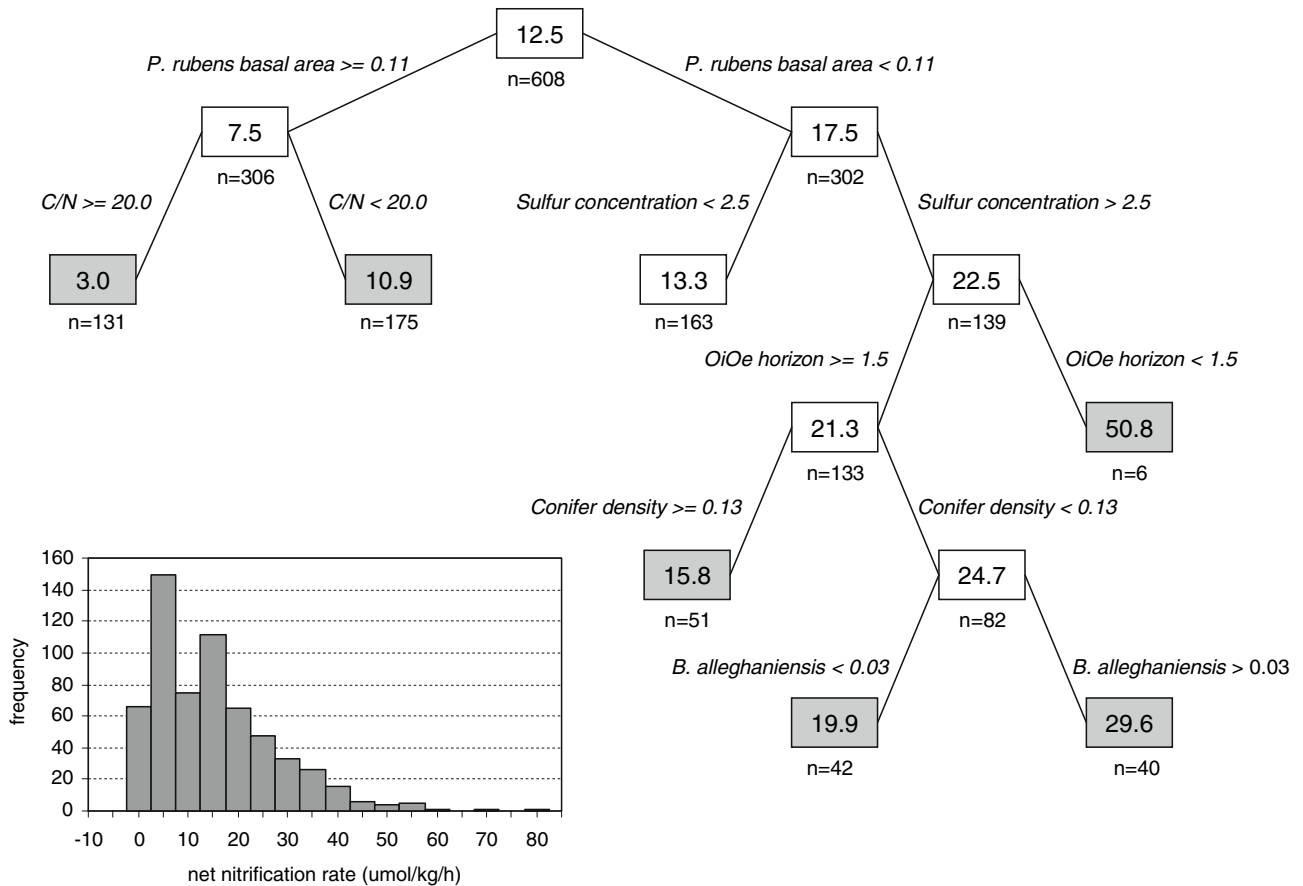 12.5
P. rubens basal area >= 0.11
P. rubens basal area < 0.11
n=608
7.5
17.5
n=306
n=302
C/N >= 20.0
C/N < 20.0
Sulfur concentration < 2.5
Sulfur concentration > 2.5
3.0
10.9
13.3
22.5
n=131
n=175
n=163
n=139
OiOe horizon >= 1.5
OiOe horizon < 1.5
21.3
50.8
n=133
n=6
Conifer density >= 0.13
Conifer density < 0.13
15.8
24.7
n=51
n=82
B. alleghaniensis < 0.03
B. alleghaniensis > 0.03
19.9
29.6
n=42
n=40
160
140
120
100
80
60
40
20
0
frequency
-10 0 10 20 30 40 50 60 70 80
net nitrification rate (umol/kg/h)